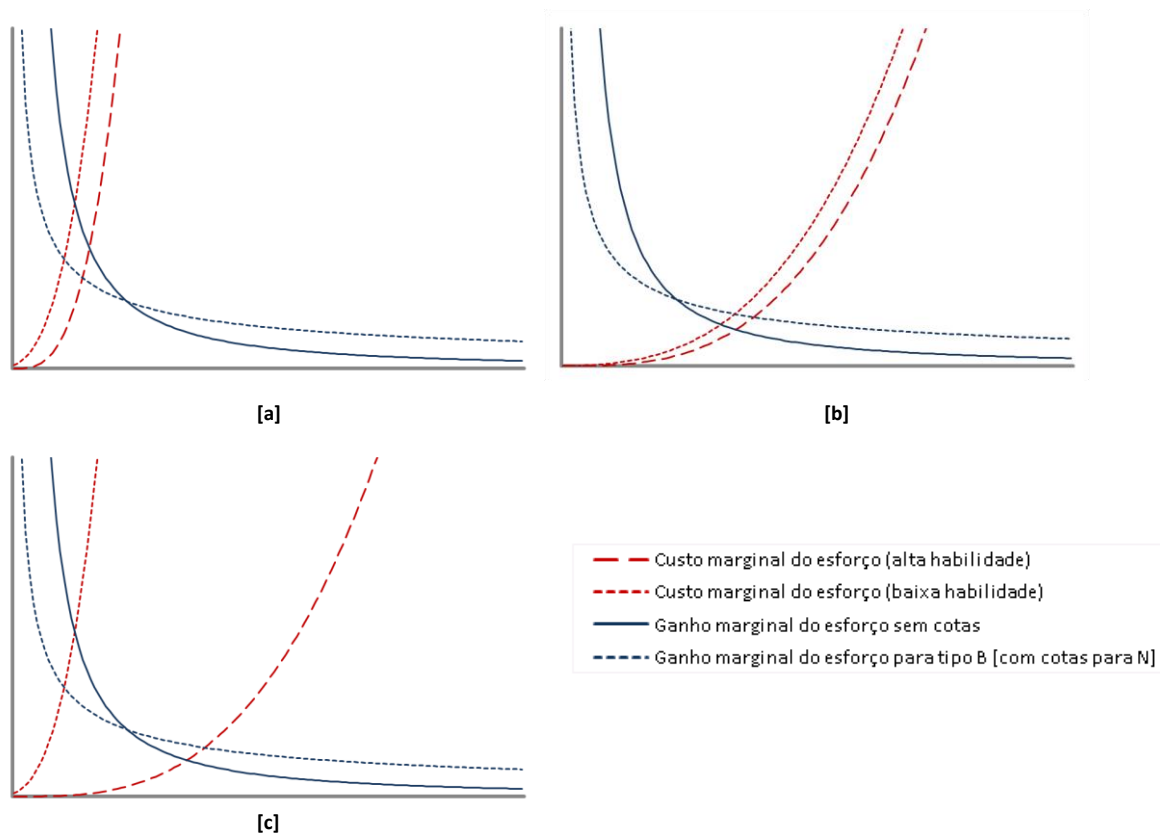 [a]
[b]
Custo marginal do esforço (alta habilidade)
Custo marginal do esforço (baixa habilidade)
Ganho marginal do esforço sem cotas
Ganho marginal do esforço para tipo B [com cotas para N]
[c]